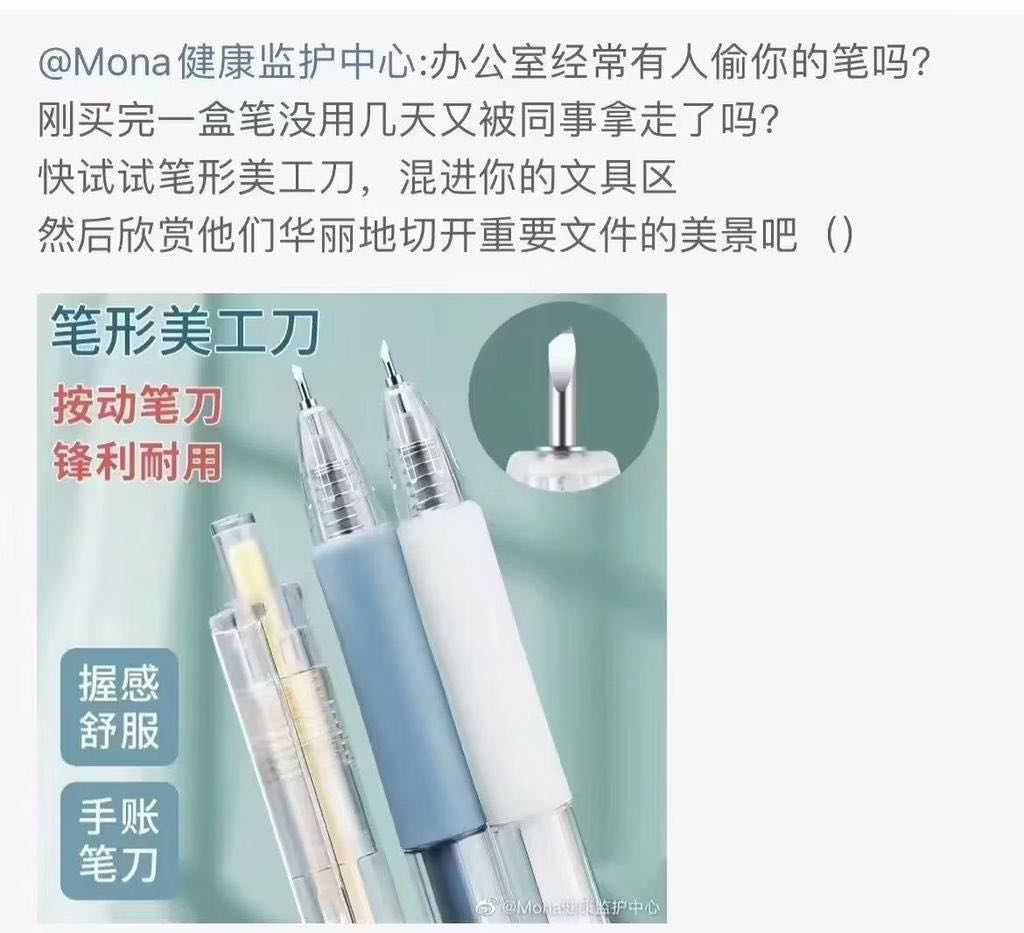 @Mona健康监护中心:办公室经常有人偷你的笔吗?
刚买完一盒笔没用几天又被同事拿走了吗?
快试试笔形美工刀，混进你的文具区
然后欣赏他们华丽地切开重要文件的美景吧（）
笔形美工刀
按动笔刀
锋利耐用
握感
舒服
手账
笔刀
@Mona健康监护中心